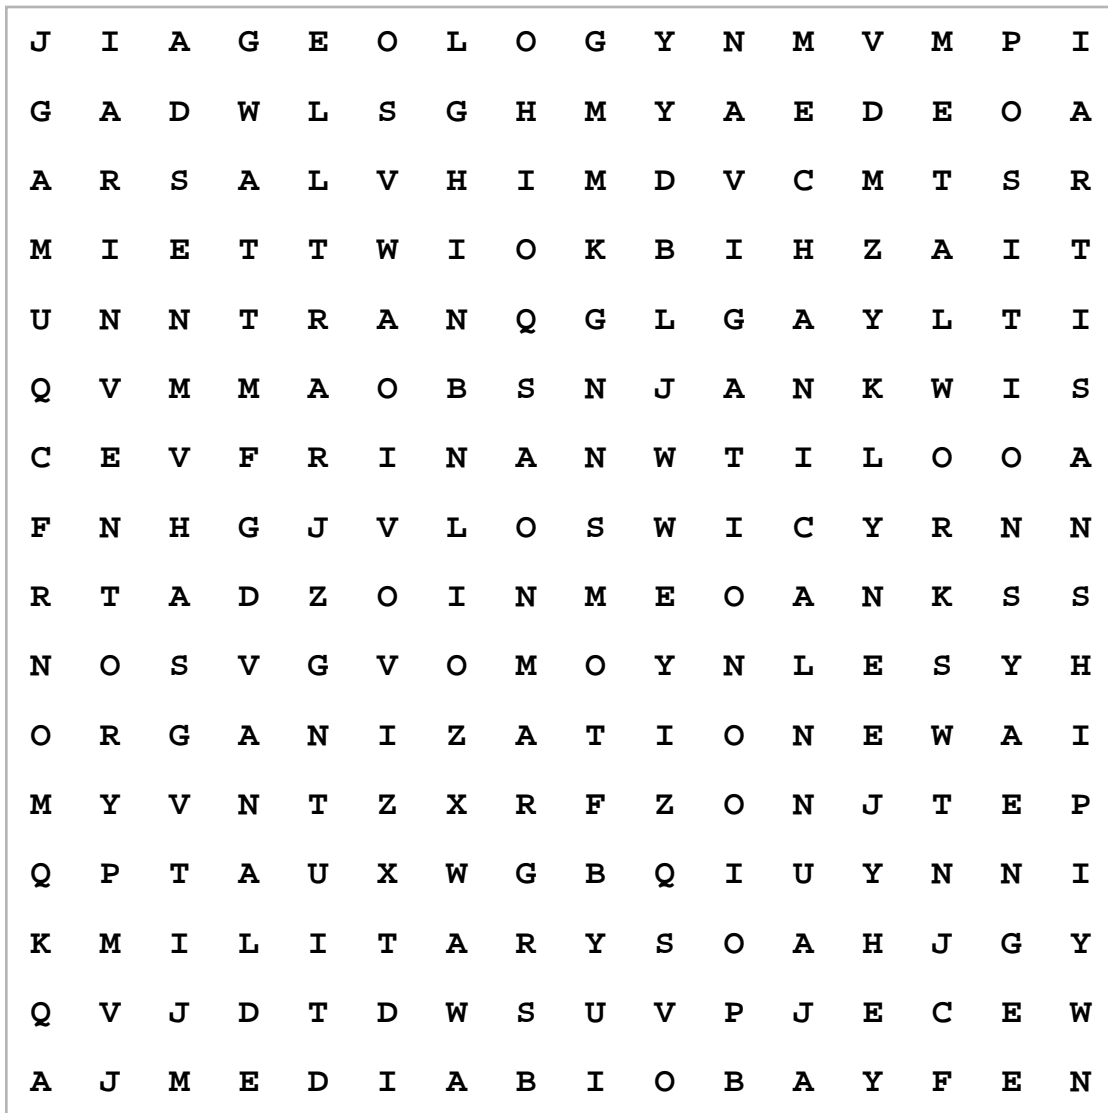 J I A G E O L O G Y N M V M P I
G A D W L S G H M Y A E D E O A
A R S A L V H I M D V C M T S R
M I E T T W I O K B I H Z A I T
U N N T R A N Q G L G A Y L T I
Q V M M A O B S N J A N K W I S
C E V F R I N A N W T I L O O A
F N H G J V L O S W I C Y R N N
R T A D Z O I N M E O A N K S S
N O S V G V O M O Y N L E S Y H
O R G A N I Z A T I O N E W A I
M Y V N T Z X R F Z O N J T E P
Q P T A U X W G B Q I U Y N N I
K M I L I T A R Y S O A H J G Y
Q V J D T D W S U V P J E C E W
A J M E D I A B I O B A Y F E N